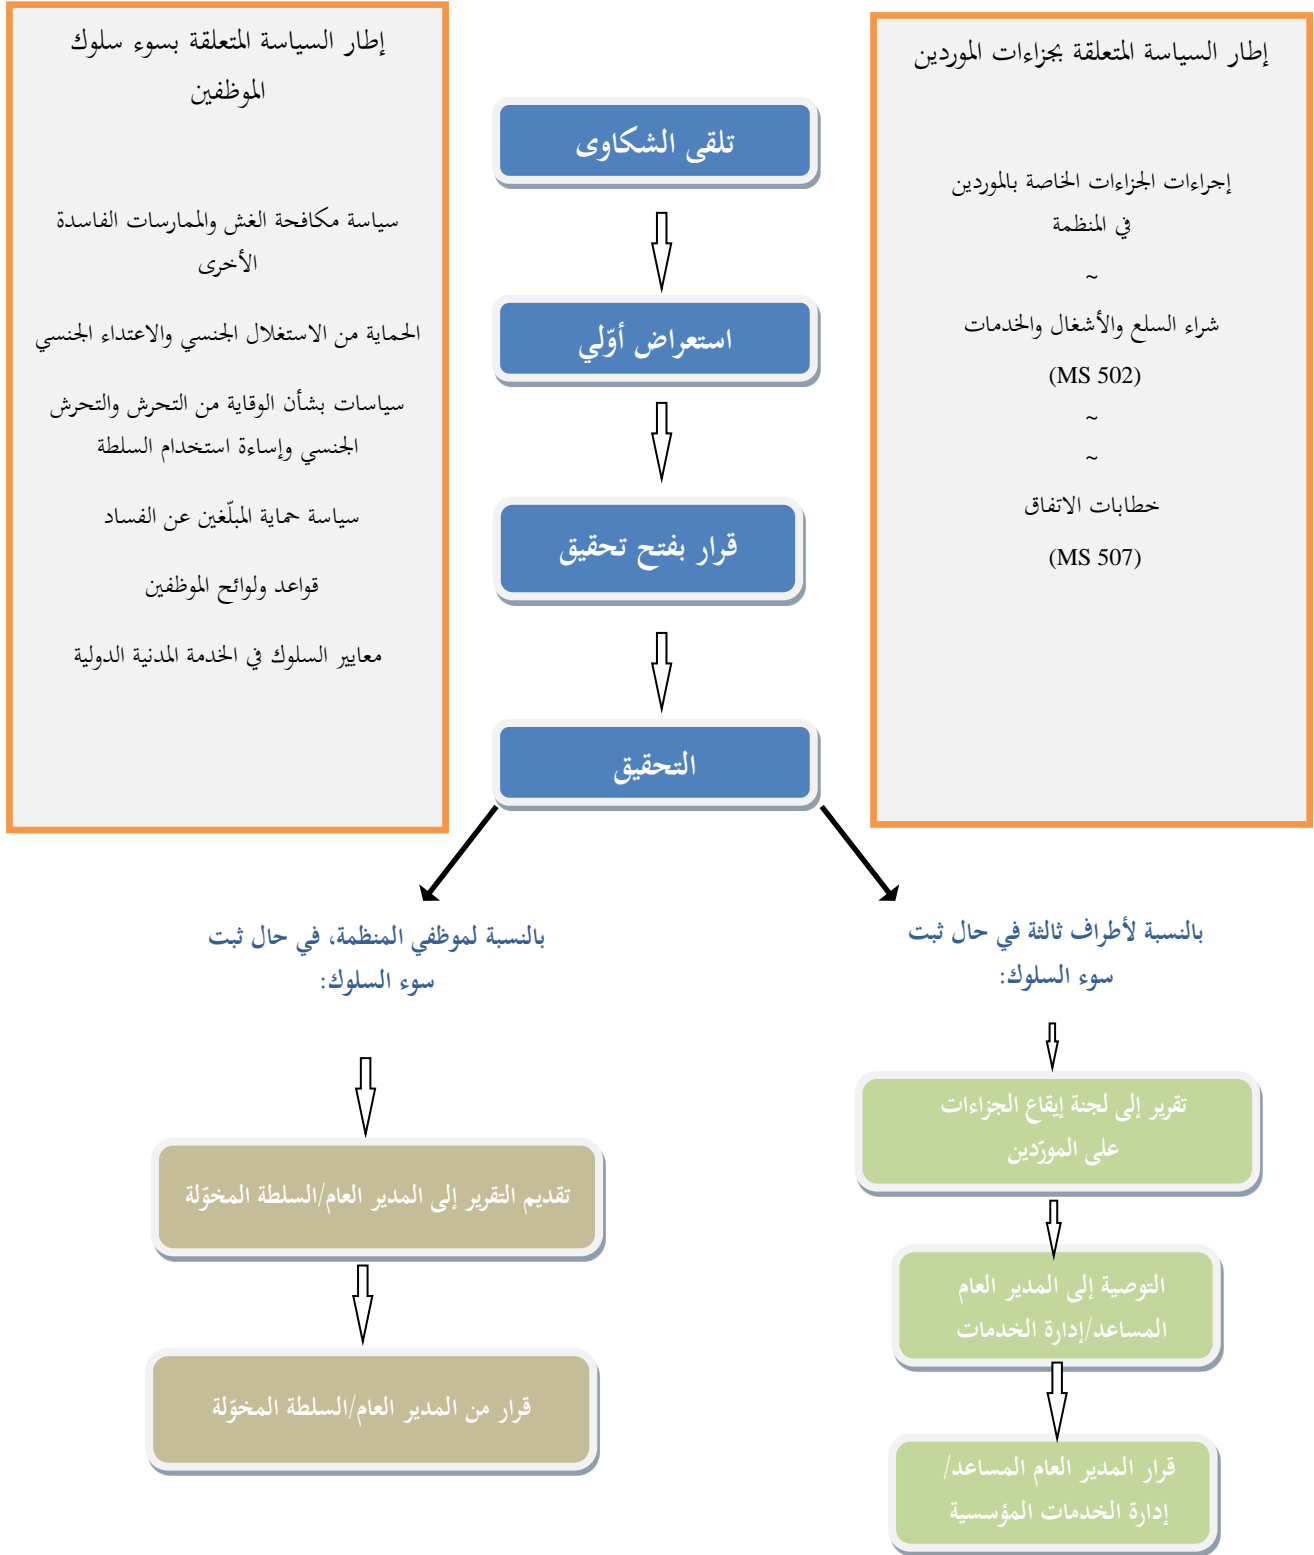 إطار السياسة المتعلقة بجزاءات الموردين
إجراءات الجزاءات الخاصة بالموردين
في المنظمة
~
شراء السلع والأشغال والخدمات
(MS 502)
~
~
خطابات الاتفاق
(MS 507)
تلقى الشكاوى
استعراض أوّلي
قرار بفتح تحقيق
التحقيق
إطار السياسة المتعلقة بسوء سلوك
الموظفين
سياسة مكافحة الغش والممارسات الفاسدة
الأخرى
الحماية من الاستغلال الجنسي والاعتداء الجنسي
سياسات بشأن الوقاية من التحرش والتحرش
الجنسي وإساءة استخدام السلطة
سياسة حماية المبلّغين عن الفساد
قواعد ولوائح الموظفين
معايير السلوك في الخدمة المدنية الدولية
بالنسبة لأطراف ثالثة في حال ثبت
سوء السلوك:
تقرير إلى لجنة إيقاع الجزاءات
على المورّدين
التوصية إلى المدير العام
المساعد/إدارة الخدمات
قرار المدير العام المساعد/
إدارة الخدمات المؤسسية
بالنسبة لموظفي المنظمة، في حال ثبت
سوء السلوك:
تقديم التقرير إلى المدير العام/السلطة المخوّلة
قرار من المدير العام/السلطة المخوّلة